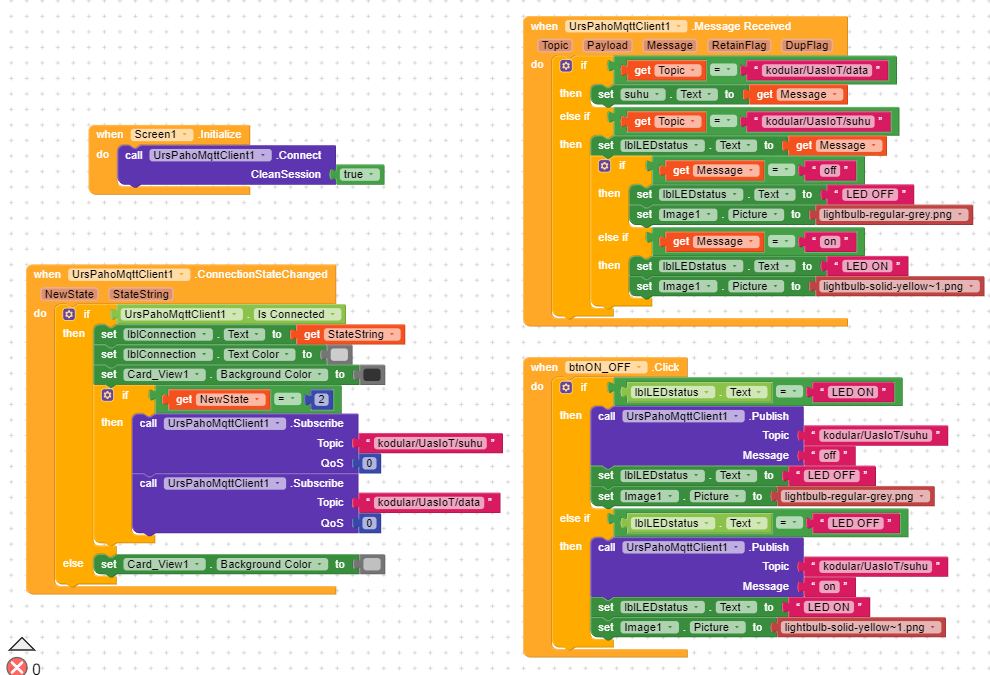 when Screen1 .Initialize
do call UrsPahoMqttClient1 .Connect
CleanSession true
when UrsPahoMqttClient1 .ConnectionStateChanged
NewState StateString
do if UrsPahoMqttClient1 . Is Connected
then set lblConnection . Text to get StateString
set lblConnection . Text Color to
set Card_View1 . Background Color to
if get NewState = 2
then call UrsPahoMqttClient1 .Subscribe
Topic " kodular/UasIoT/suhu "
QoS 0
call UrsPahoMqttClient1 .Subscribe
Topic " kodular/UasIoT/data "
QoS 0
else set Card_View1 . Background Color to
0
when UrsPahoMqttClient1 .Message Received
Topic Payload Message RetainFlag DupFlag
do if get Topic = " kodular/UasIoT/data "
then set suhu . Text to get Message
else if get Topic = " kodular/UasIoT/suhu "
then set lblLEDstatus . Text to get Message
if get Message = " off "
then set lblLEDstatus . Text to " LED OFF "
set Image1 . Picture to lightbulb-regular-grey.png
else if get Message = " on "
then set lblLEDstatus . Text to " LED ON "
set Image1 . Picture to lightbulb-solid-yellow~1.png
when btnON_OFF .Click
do if lblLEDstatus . Text = " LED ON "
then call UrsPahoMqttClient1 .Publish
Topic " kodular/UasIoT/suhu "
Message " off "
set lblLEDstatus . Text to " LED OFF "
set Image1 . Picture to lightbulb-regular-grey.png
else if lblLEDstatus . Text = " LED OFF "
then call UrsPahoMqttClient1 .Publish
Topic " kodular/UasIoT/suhu "
Message " on "
set lblLEDstatus . Text to " LED ON "
set Image1 . Picture to lightbulb-solid-yellow~1.png